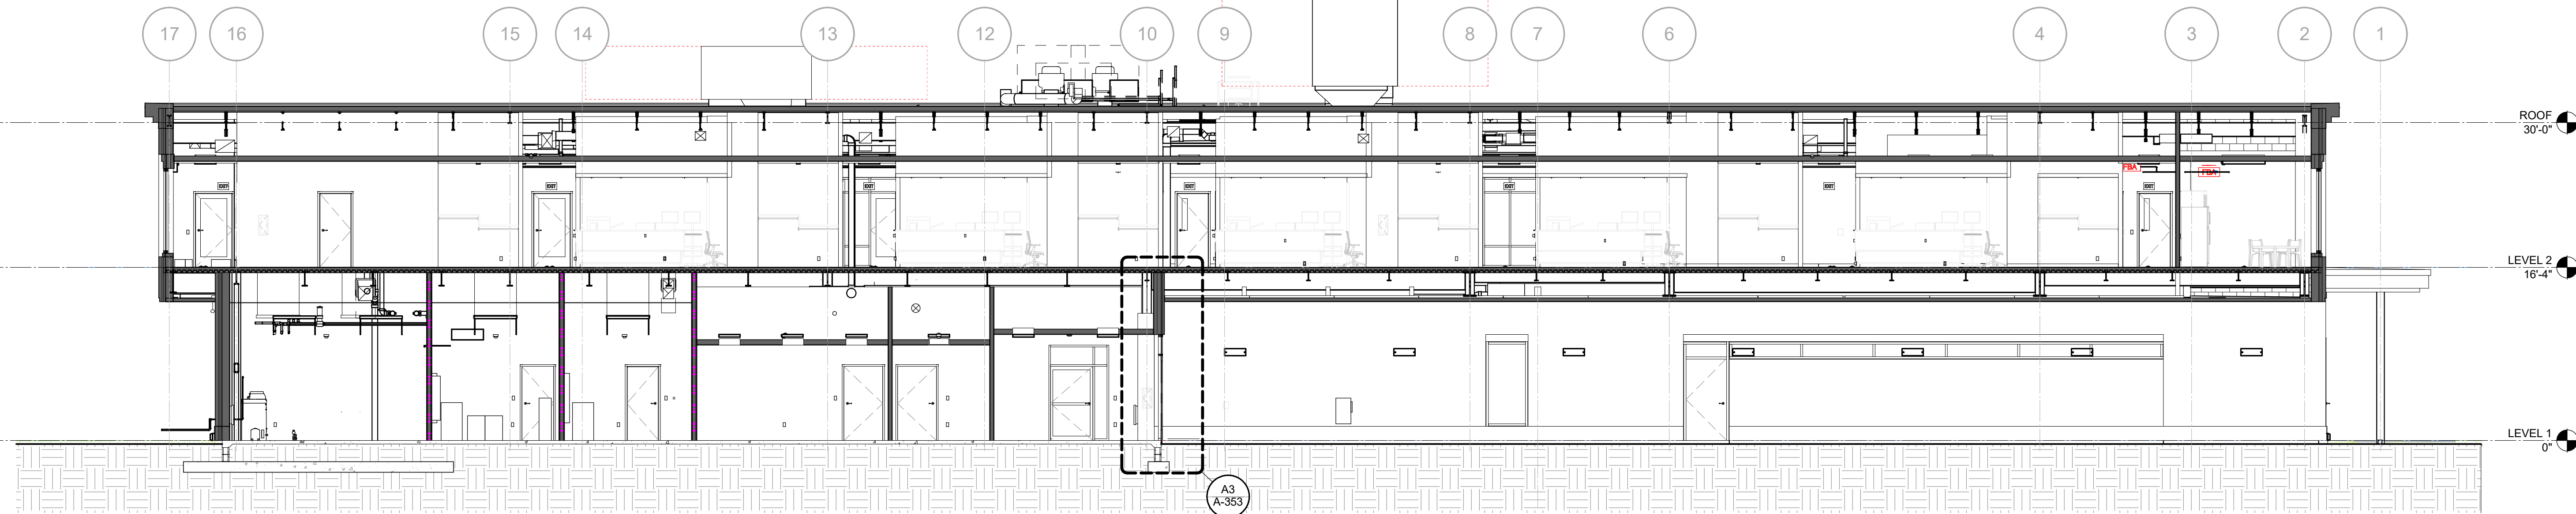 17 16 15 14 13 12 10 9 8 7 6 4 3 2 1
ROOF
30'-0"
FBA
FBA
EXIT EXIT EXIT EXIT EXIT EXIT EXIT
LEVEL 2
16'-4"
LEVEL 1
0"
A3
A-353